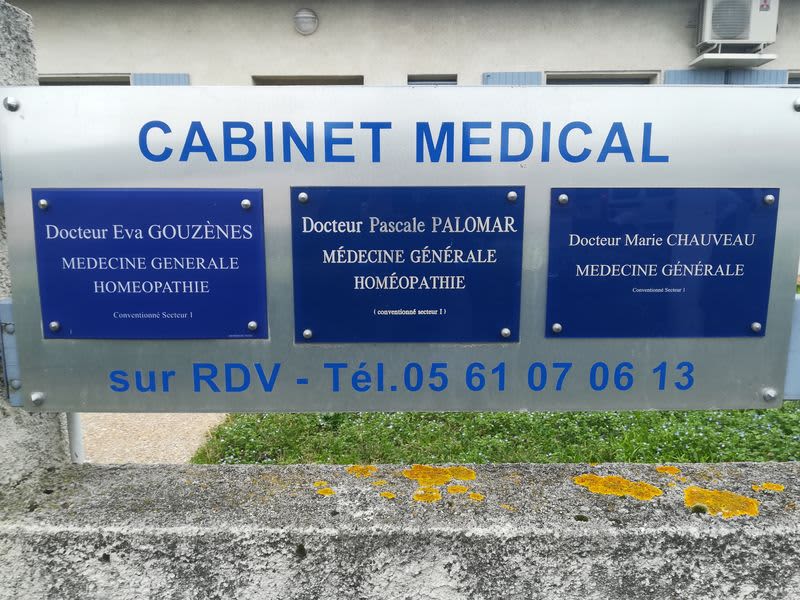 CABINET MEDICAL
Docteur Eva GOUZÈNES
MEDECINE GENERALE
HOMEOPATHIE
Conventionné Secteur 1
Docteur Pascale PALOMAR
MÉDECINE GÉNÉRALE
HOMÉOPATHIE
( conventionné secteur 1 )
Docteur Marie CHAUVEAU
MEDECINE GÉNÉRALE
Conventionné Secteur 1
sur RDV - Tél.05 61 07 06 13